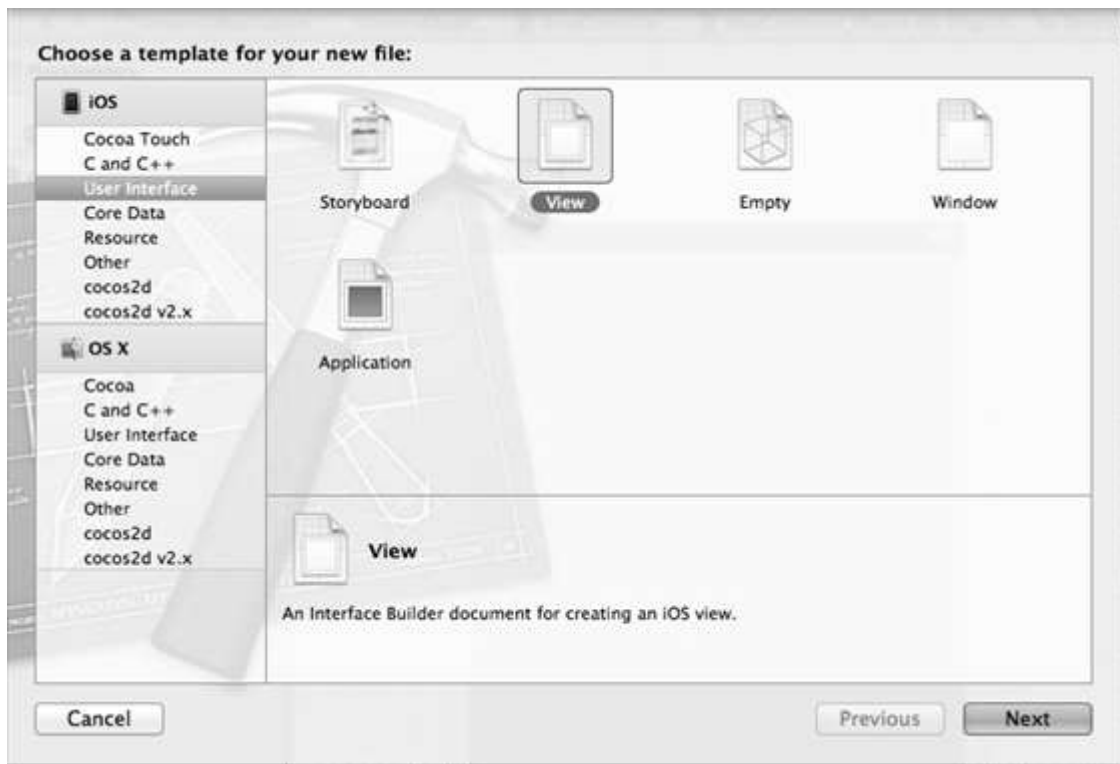 Choose a template for your new file:
iOS
Cocoa Touch
C and C++
User Interface
Core Data
Resource
Other
cocos2d
cocos2d v2.x
OS X
Cocoa
C and C++
User Interface
Core Data
Resource
Other
cocos2d
cocos2d v2.x
Storyboard
View
Empty
Window
Application
View
An Interface Builder document for creating an iOS view.
Cancel
Previous
Next